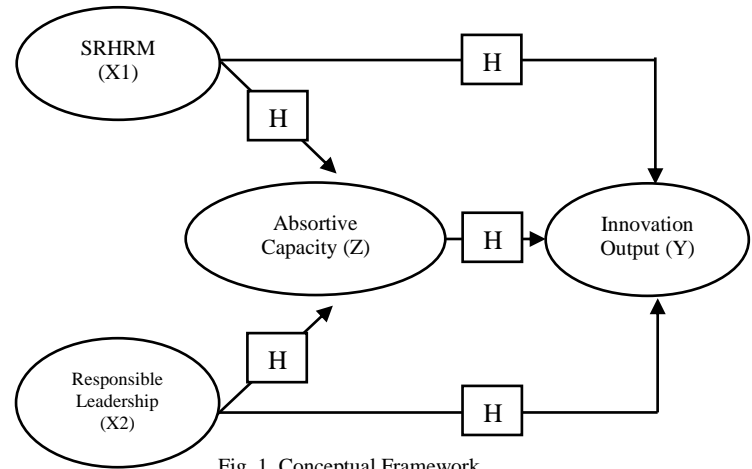 SRHRM
(X1)
H
H
Absortive
Capacity (Z)
H
Innovation
Output (Y)
H
Responsible
Leadership
(X2)
H
Fig. 1. Conceptual Framework